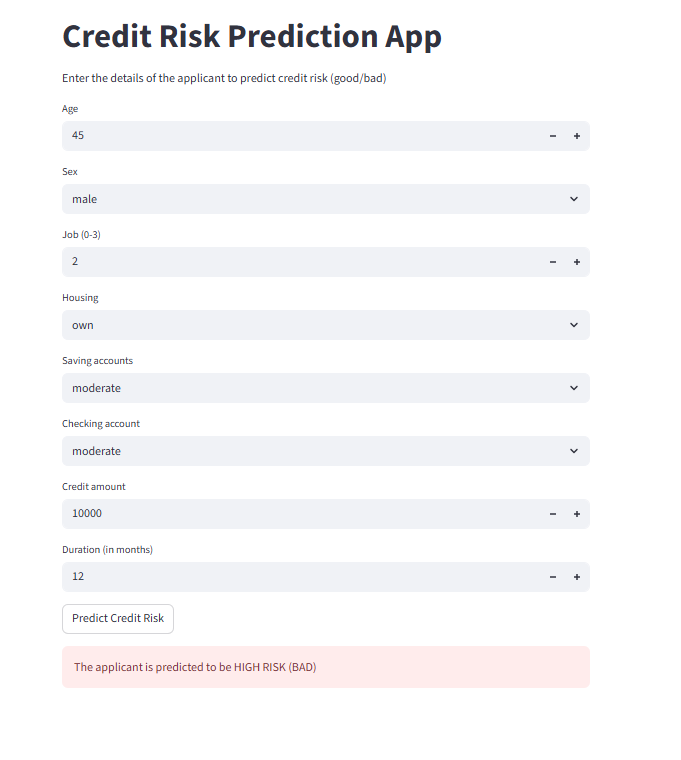 Credit Risk Prediction App
Enter the details of the applicant to predict credit risk (good/bad)
Age
45
Sex
male
Job (0-3)
2
Housing
own
Saving accounts
moderate
Checking account
moderate
Credit amount
10000
Duration (in months)
12
Predict Credit Risk
The applicant is predicted to be HIGH RISK (BAD)